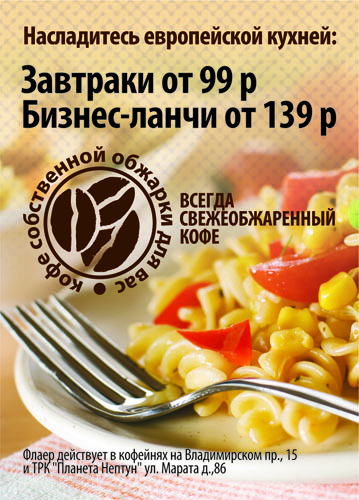 Насладитесь европейской кухней:
Завтраки от 99 р
Бизнес-ланчи от 139 р
кофе собственной обжарки для вас
ВСЕГДА
СВЕЖЕОБЖАРЕННЫЙ
КОФЕ
Флаер действует в кофейнях на Владимирском пр., 15
и ТРК "Планета Нептун" ул. Марата д.,86